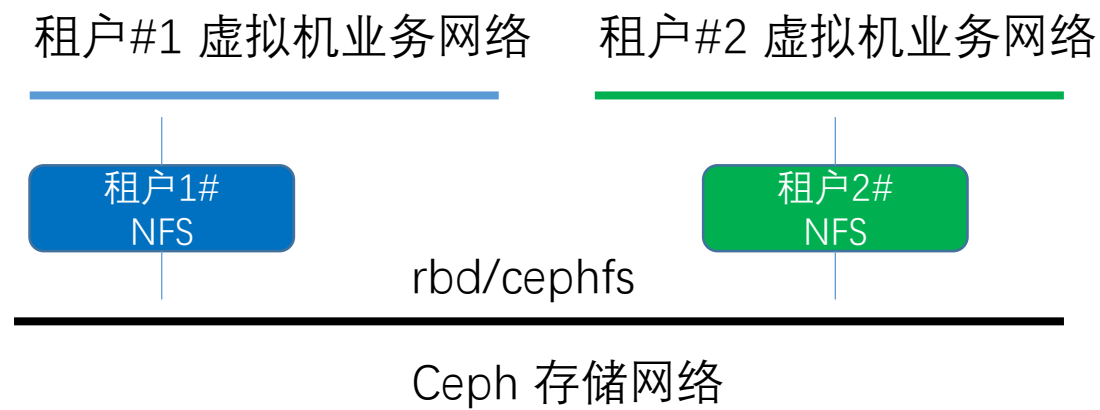 租户#1 虚拟机业务网络
租户#2 虚拟机业务网络
租户1#
NFS
租户2#
NFS
rbd/cephfs
Ceph 存储网络